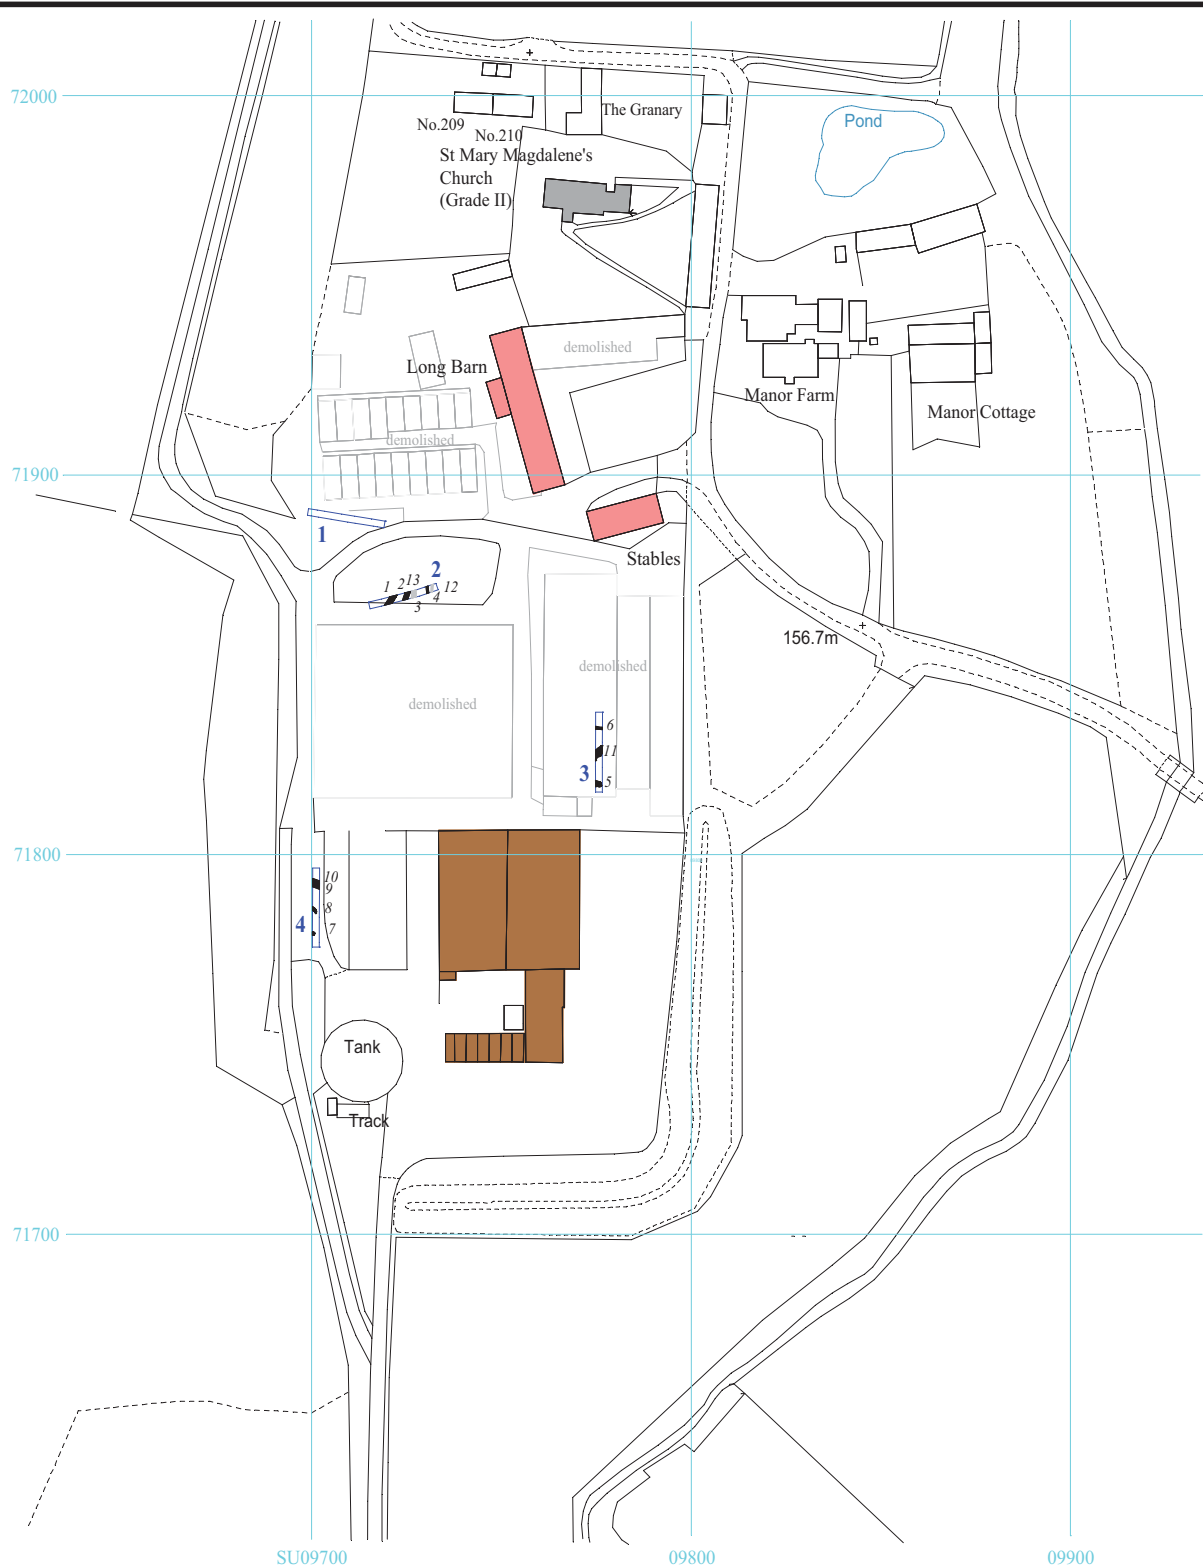 72000
The Granary
No.209
No.210
Pond
St Mary Magdalene's
Church
(Grade II)
demolished
Long Barn
Manor Farm
Manor Cottage
demolished
71900
1
Stables
2
1
2
13
12
3
4
156.7m
demolished
demolished
6
11
3
5
71800
10
9
8
4
7
Tank
Track
71700
SU09700
09800
09900